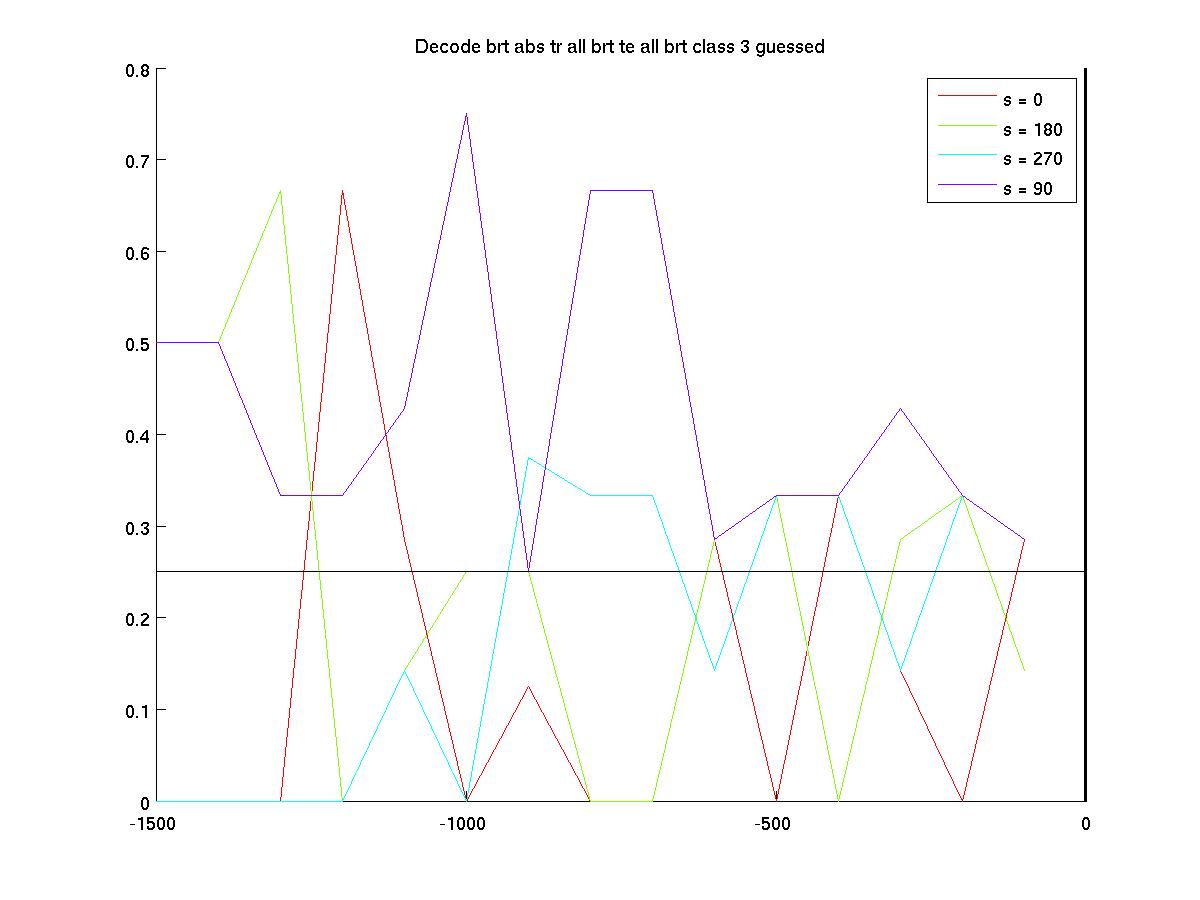 Decode brt abs tr all brt te all brt class 3 guessed
0.8
0.7
0.6
0.5
0.4
0.3
0.2
0.1
0
s = 0
s = 180
s = 270
s = 90
-1500 -1000 -500 0